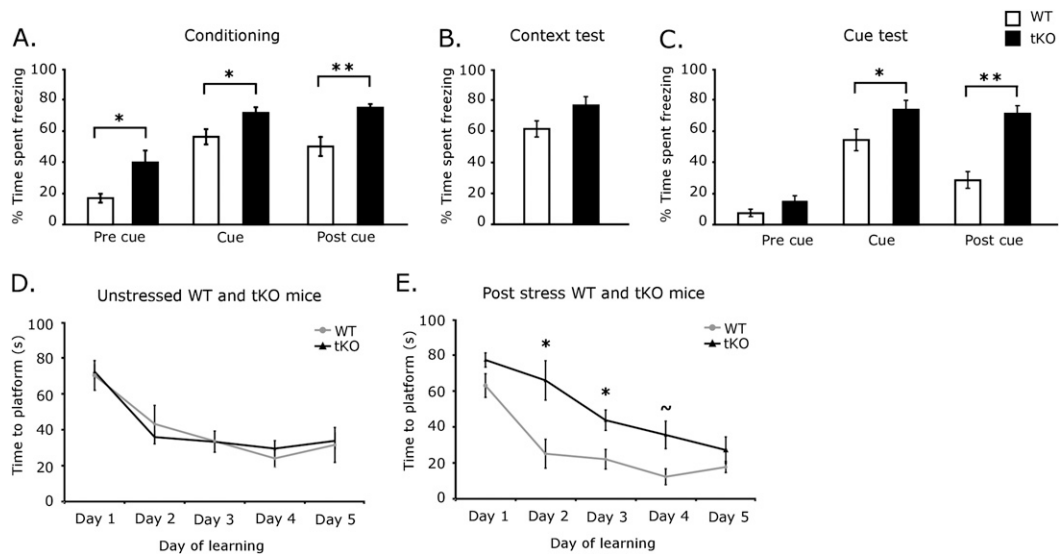 WT
tKO
A.
Conditioning
% Time spent freezing
100
80
60
40
20
0
*
*
**
Pre cue
Cue
Post cue
B.
Context test
% Time spent freezing
100
80
60
40
20
0
C.
Cue test
% Time spent freezing
100
80
60
40
20
0
*
**
Pre cue
Cue
Post cue
D.
Unstressed WT and tKO mice
WT
tKO
Time to platform (s)
100
80
60
40
20
0
Day 1 Day 2 Day 3 Day 4 Day 5
Day of learning
E.
Post stress WT and tKO mice
WT
tKO
Time to platform (s)
100
80
60
40
20
0
*
*
~
Day 1 Day 2 Day 3 Day 4 Day 5
Day of learning